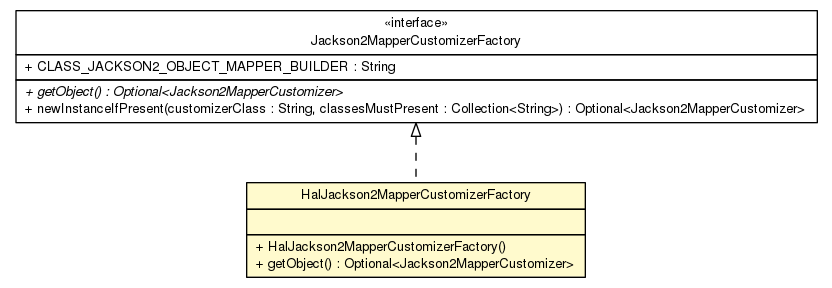 «interface»
Jackson2MapperCustomizerFactory
+ CLASS_JACKSON2_OBJECT_MAPPER_BUILDER : String
+ getObject() : Optional<Jackson2MapperCustomizer>
+ newInstanceIfPresent(customizerClass : String, classesMustPresent : Collection<String>) : Optional<Jackson2MapperCustomizer>
HalJackson2MapperCustomizerFactory
+ HalJackson2MapperCustomizerFactory()
+ getObject() : Optional<Jackson2MapperCustomizer>